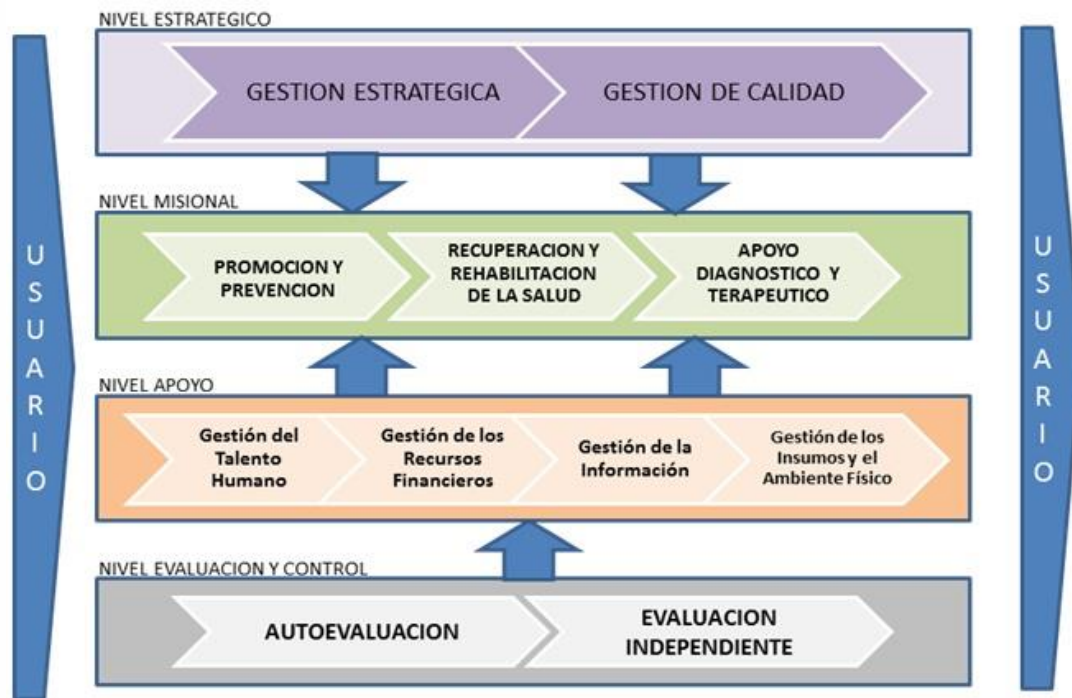 NIVEL ESTRATEGICO
GESTION ESTRATEGICA
GESTION DE CALIDAD
NIVEL MISIONAL
PROMOCION Y
PREVENCION
RECUPERACION Y
REHABILITACION
DE LA SALUD
APOYO
DIAGNOSTICO Y
TERAPEUTICO
NIVEL APOYO
Gestión del
Talento
Humano
Gestión de los
Recursos
Financieros
Gestión de la
Información
Gestión de los
Insumos y el
Ambiente Físico
NIVEL EVALUACION Y CONTROL
AUTOEVALUACION
EVALUACION
INDEPENDIENTE
USUARIO
USUARIO